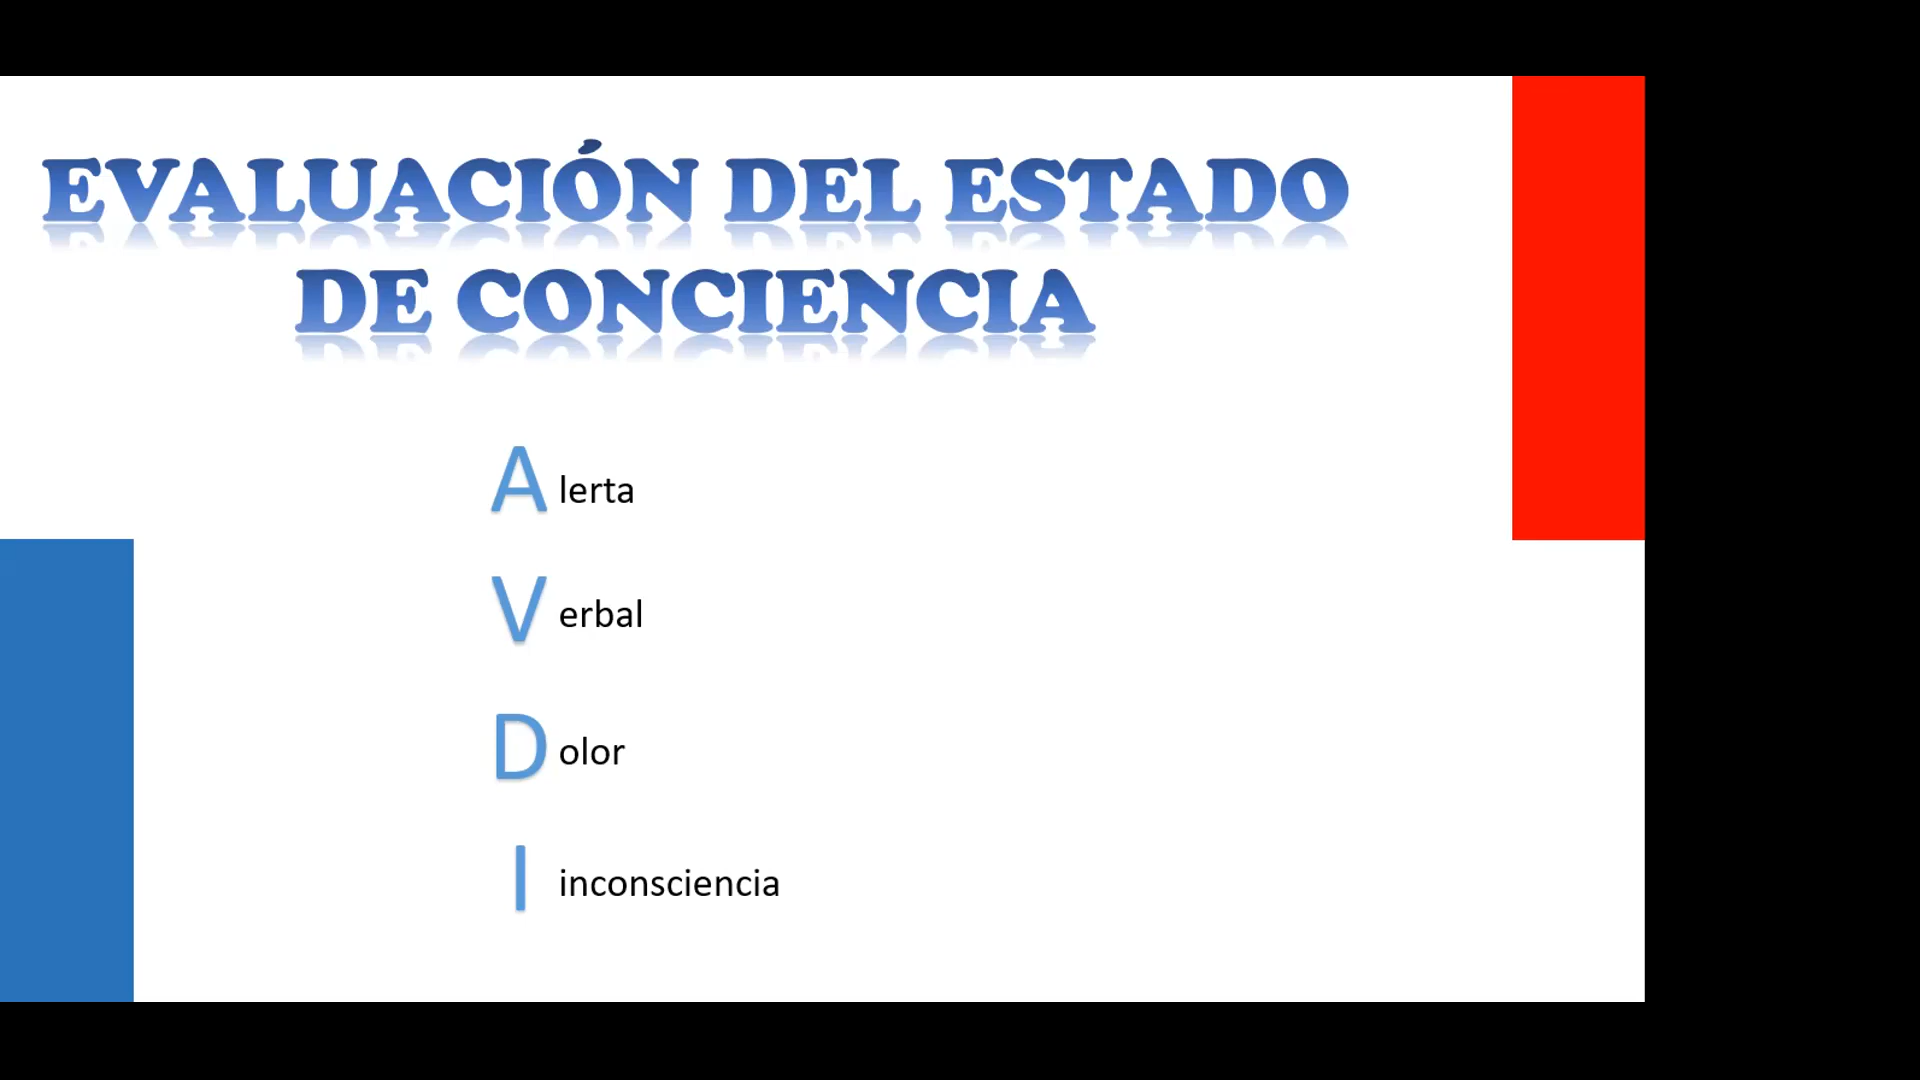 EVALUACIÓN DEL ESTADO
DE CONCIENCIA
A lerta
V erbal
D olor
I inconsciencia